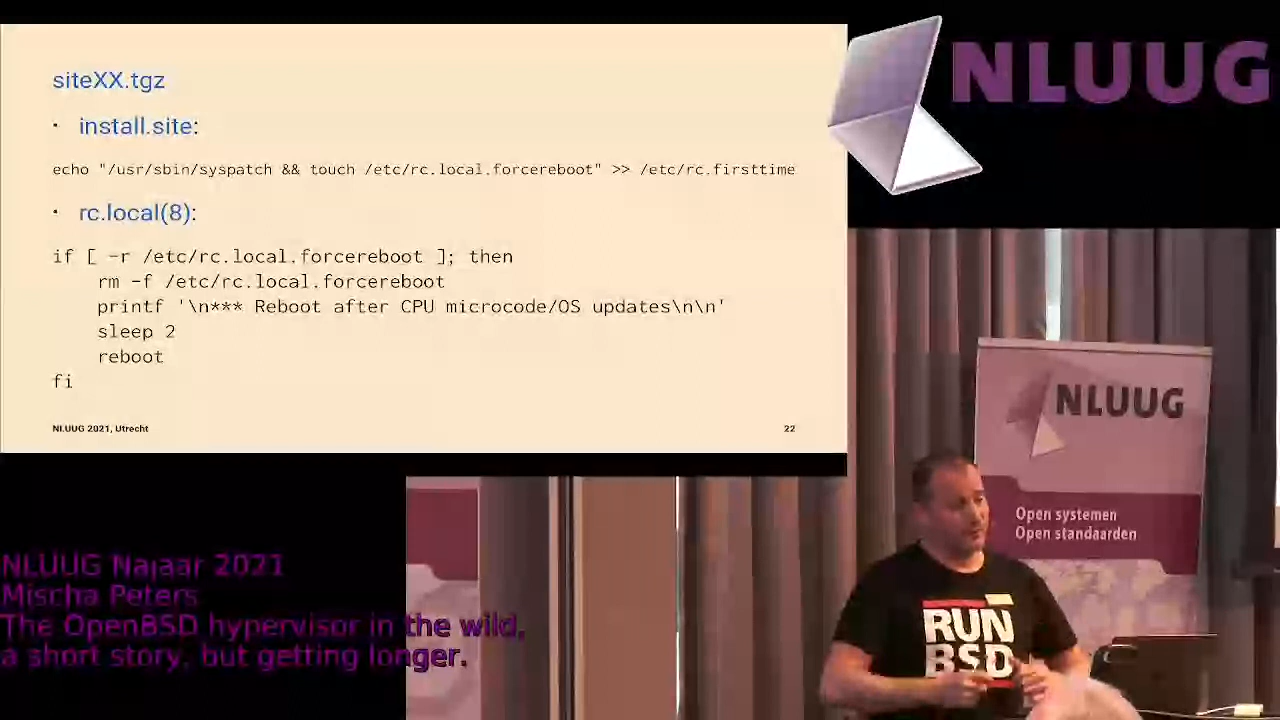 siteXX.tgz
· install.site:
echo "/usr/sbin/syspatch && touch /etc/rc.local.forcereboot" >> /etc/rc.firsttime
· rc.local(8):
if [ -r /etc/rc.local.forcereboot ]; then
    rm -f /etc/rc.local.forcereboot
    printf '\n*** Reboot after CPU microcode/OS updates\n\n'
    sleep 2
    reboot
fi
NLUUG 2021, Utrecht
22
NLUUG
NLUUG
Open systemen
Open standaarden
RUN
BSD
NLUUG Najaar 2021
Mischa Peters
The OpenBSD hypervisor in the wild,
a short story, but getting longer.